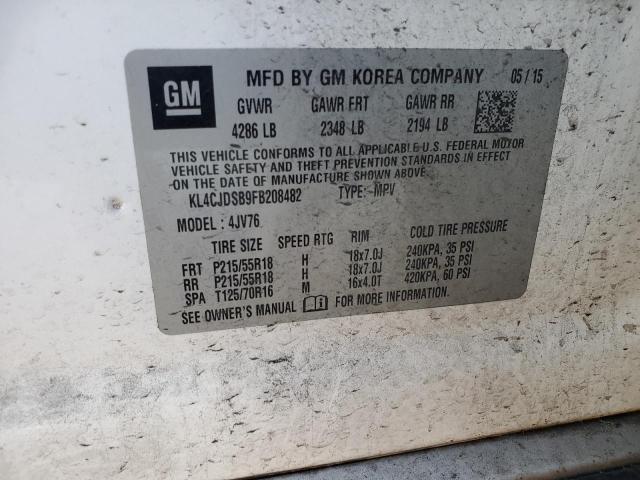 GM MFD BY GM KOREA COMPANY 05/15
GVWR GAWR FRT GAWR RR
4286 LB 2348 LB 2194 LB
THIS VEHICLE CONFORMS TO ALL APPLICABLE U.S. FEDERAL MOTOR
VEHICLE SAFETY AND THEFT PREVENTION STANDARDS IN EFFECT
ON THE DATE OF MANUFACTURE SHOWN ABOVE.
KL4CJDSB9FB208482 TYPE: MPV
MODEL: 4JV76
TIRE SIZE SPEED RTG RIM COLD TIRE PRESSURE
FRT P215/55R18 H 18x7.0J 240KPA, 35 PSI
RR P215/55R18 H 18x7.0J 240KPA, 35 PSI
SPA T125/70R16 M 16x4.0T 420KPA, 60 PSI
SEE OWNER'S MANUAL FOR MORE INFORMATION.